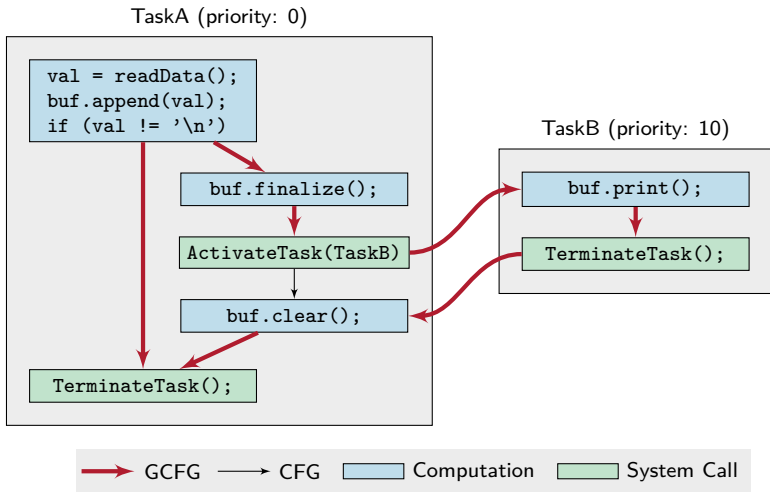 TaskA (priority: 0)
val = readData();
buf.append(val);
if (val != '\n')
buf.finalize();
ActivateTask(TaskB)
buf.clear();
TerminateTask();
TaskB (priority: 10)
buf.print();
TerminateTask();
GCFG
CFG
Computation
System Call